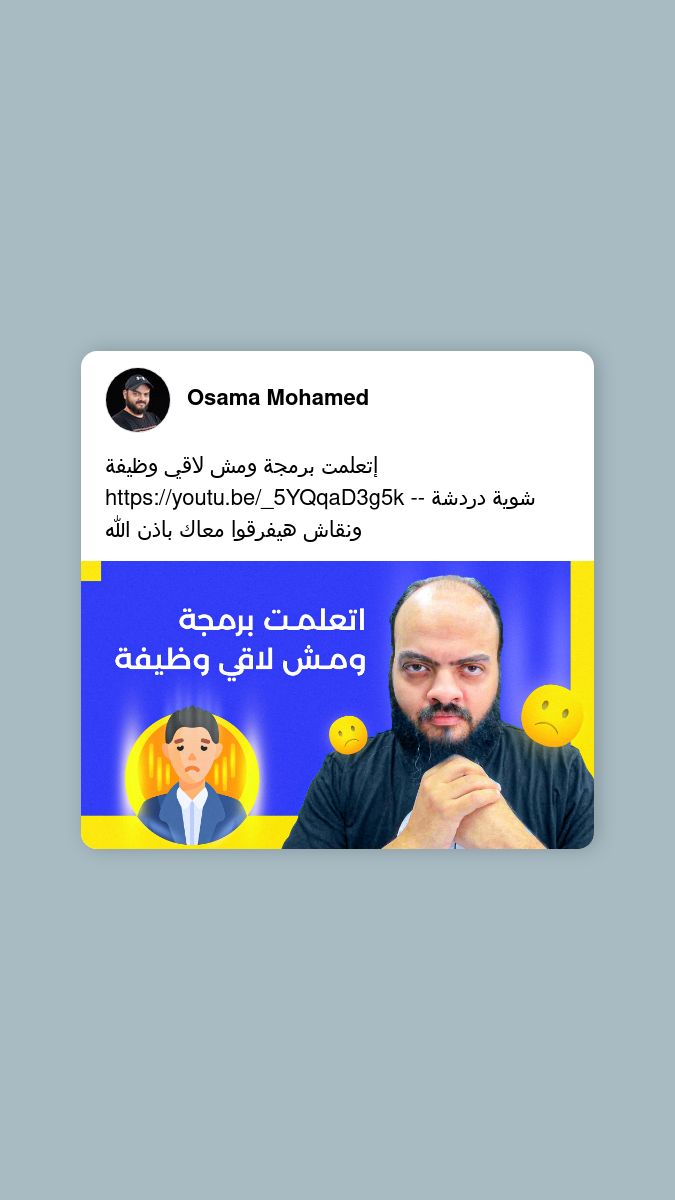 Osama Mohamed
إتعلمت برمجة ومش لاقي وظيفة
https://youtu.be/_5YQqaD3g5k -- شوية دردشة
ونقاش هيفرقوا معاك باذن الله
اتعلمت برمجة
ومش لاقي وظيفة